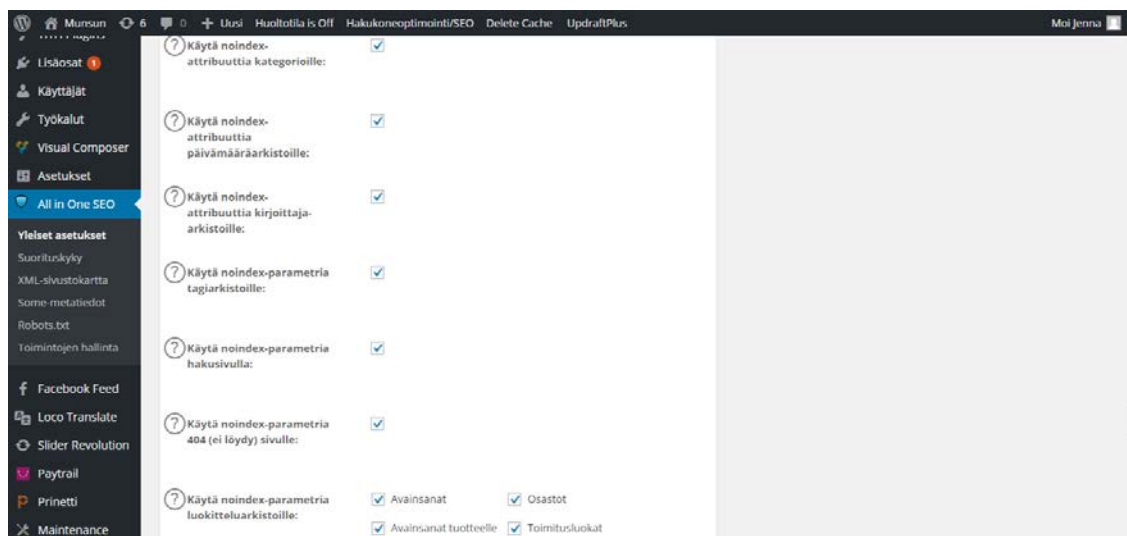 Munsun 6 0 Uusi Huoltotila is Off Hakukoneoptimointi/SEO Delete Cache UpdraftPlus Moi Jenna
Lisäosat 1
Käyttäjät
Työkalut
Visual Composer
Asetukset
All in One SEO
Yleiset asetukset
Suorituskyky
XML-sivustokartta
Some-metatiedot
Robots.txt
Toimintojen hallinta
Facebook Feed
Loco Translate
Slider Revolution
Paytrail
Prinetti
Maintenance
? Käytä noindex-
attribuuttia kategorioille:
? Käytä noindex-
attribuuttia
päivämääräarkistoille:
? Käytä noindex-
attribuuttia kirjoittaja-
arkistoille:
? Käytä noindex-parametria
tagiarkistoille:
? Käytä noindex-parametria
hakusivulla:
? Käytä noindex-parametria
404 (ei löydy) sivulle:
? Käytä noindex-parametria
luokitteluarkistoille:
Avainsanat Osastot
Avainsanat tuotteelle Toimitusluokat